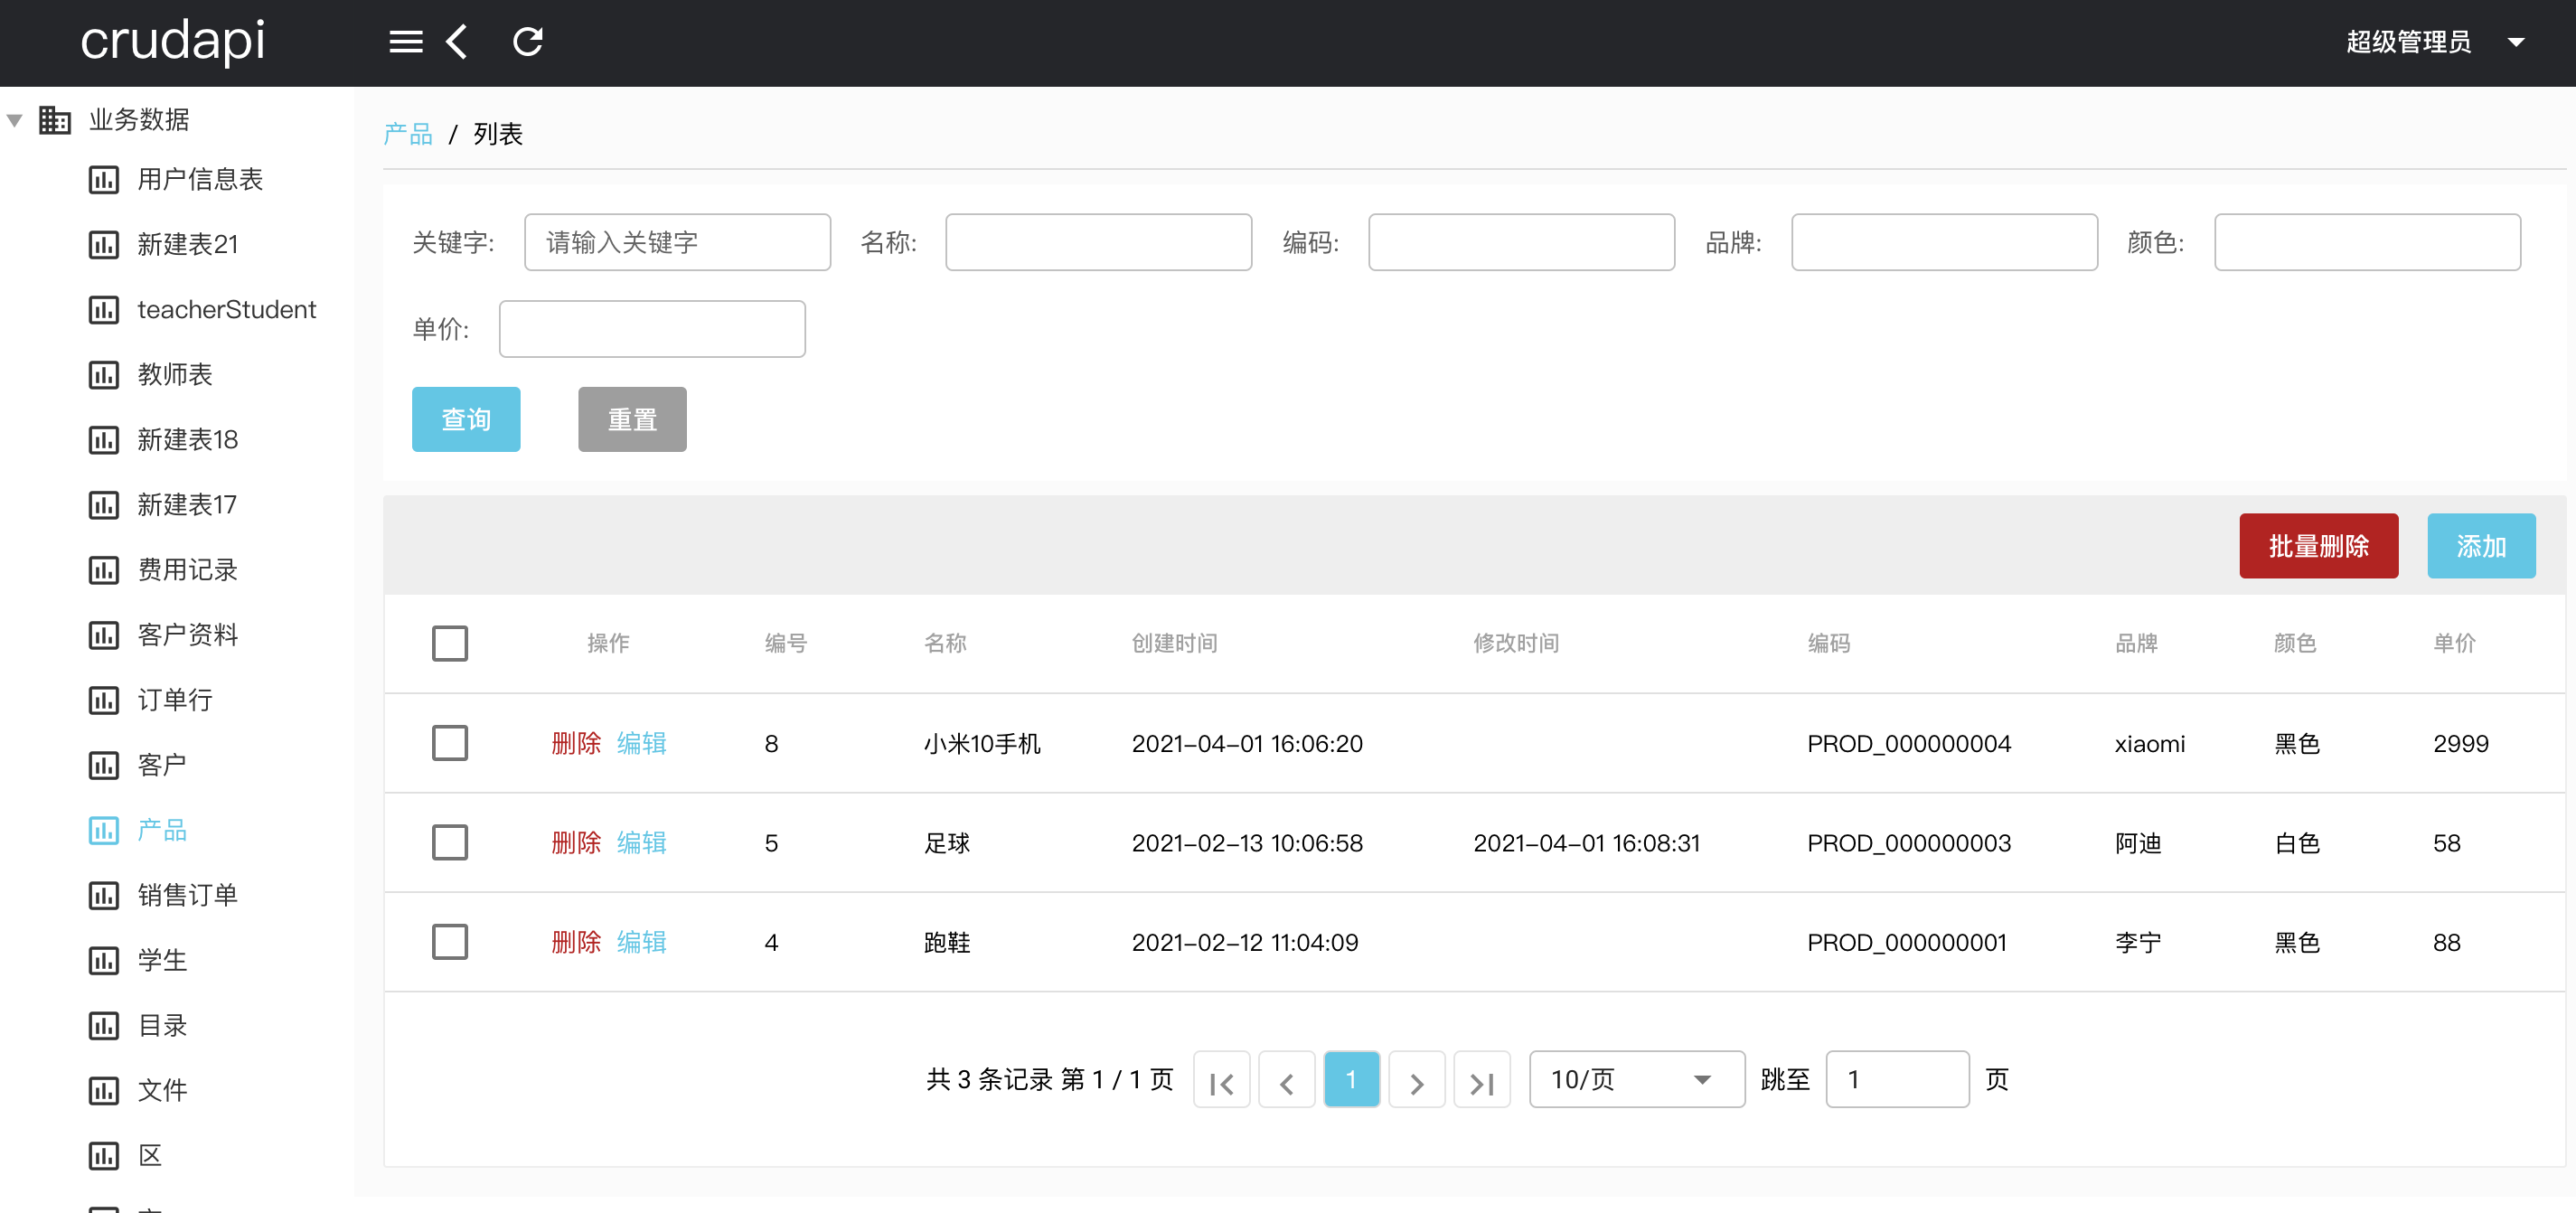 crudapi
超级管理员
业务数据
用户信息表
新建表21
teacherStudent
教师表
新建表18
新建表17
费用记录
客户资料
订单行
客户
产品
销售订单
学生
目录
文件
区
产品 / 列表
关键字: 请输入关键字 名称: 编码: 品牌: 颜色:
单价:
查询 重置
批量删除 添加
操作 编号 名称 创建时间 修改时间 编码 品牌 颜色 单价
删除 编辑 8 小米10手机 2021-04-01 16:06:20 PROD_000000004 xiaomi 黑色 2999
删除 编辑 5 足球 2021-02-13 10:06:58 2021-04-01 16:08:31 PROD_000000003 阿迪 白色 58
删除 编辑 4 跑鞋 2021-02-12 11:04:09 PROD_000000001 李宁 黑色 88
共 3 条记录 第 1 / 1 页 1 10/页 跳至 1 页